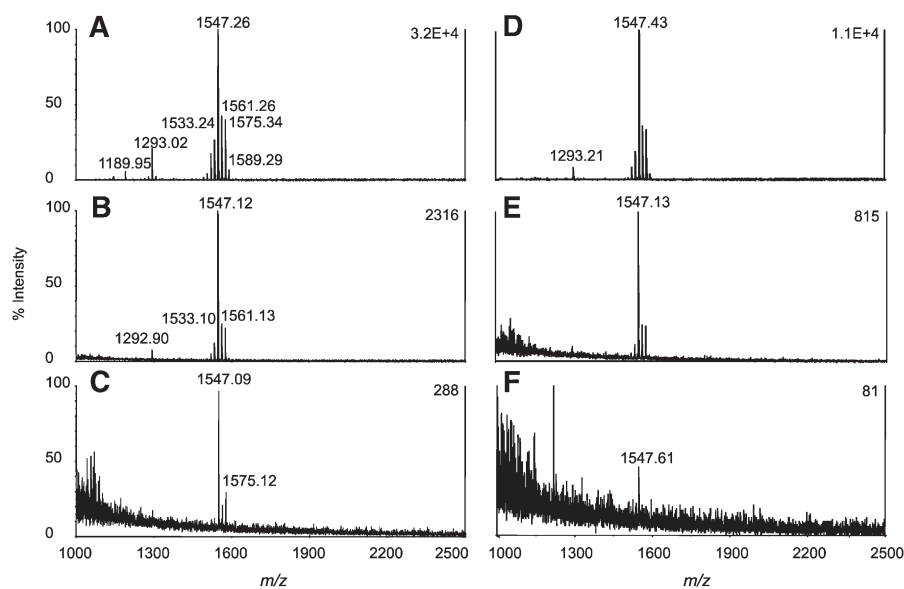 A
100
50
0
1547.26
3.2E+4
1561.26
1533.24
1575.34
1293.02
1189.95
1589.29
D
1547.43
1.1E+4
1293.21
B
100
50
0
1547.12
2316
1533.10
1561.13
1292.90
E
1547.13
815
% Intensity
C
100
50
0
1547.09
288
1575.12
F
81
1547.61
1000 1300 1600 1900 2200 2500
1000 1300 1600 1900 2200 2500
m/z
m/z